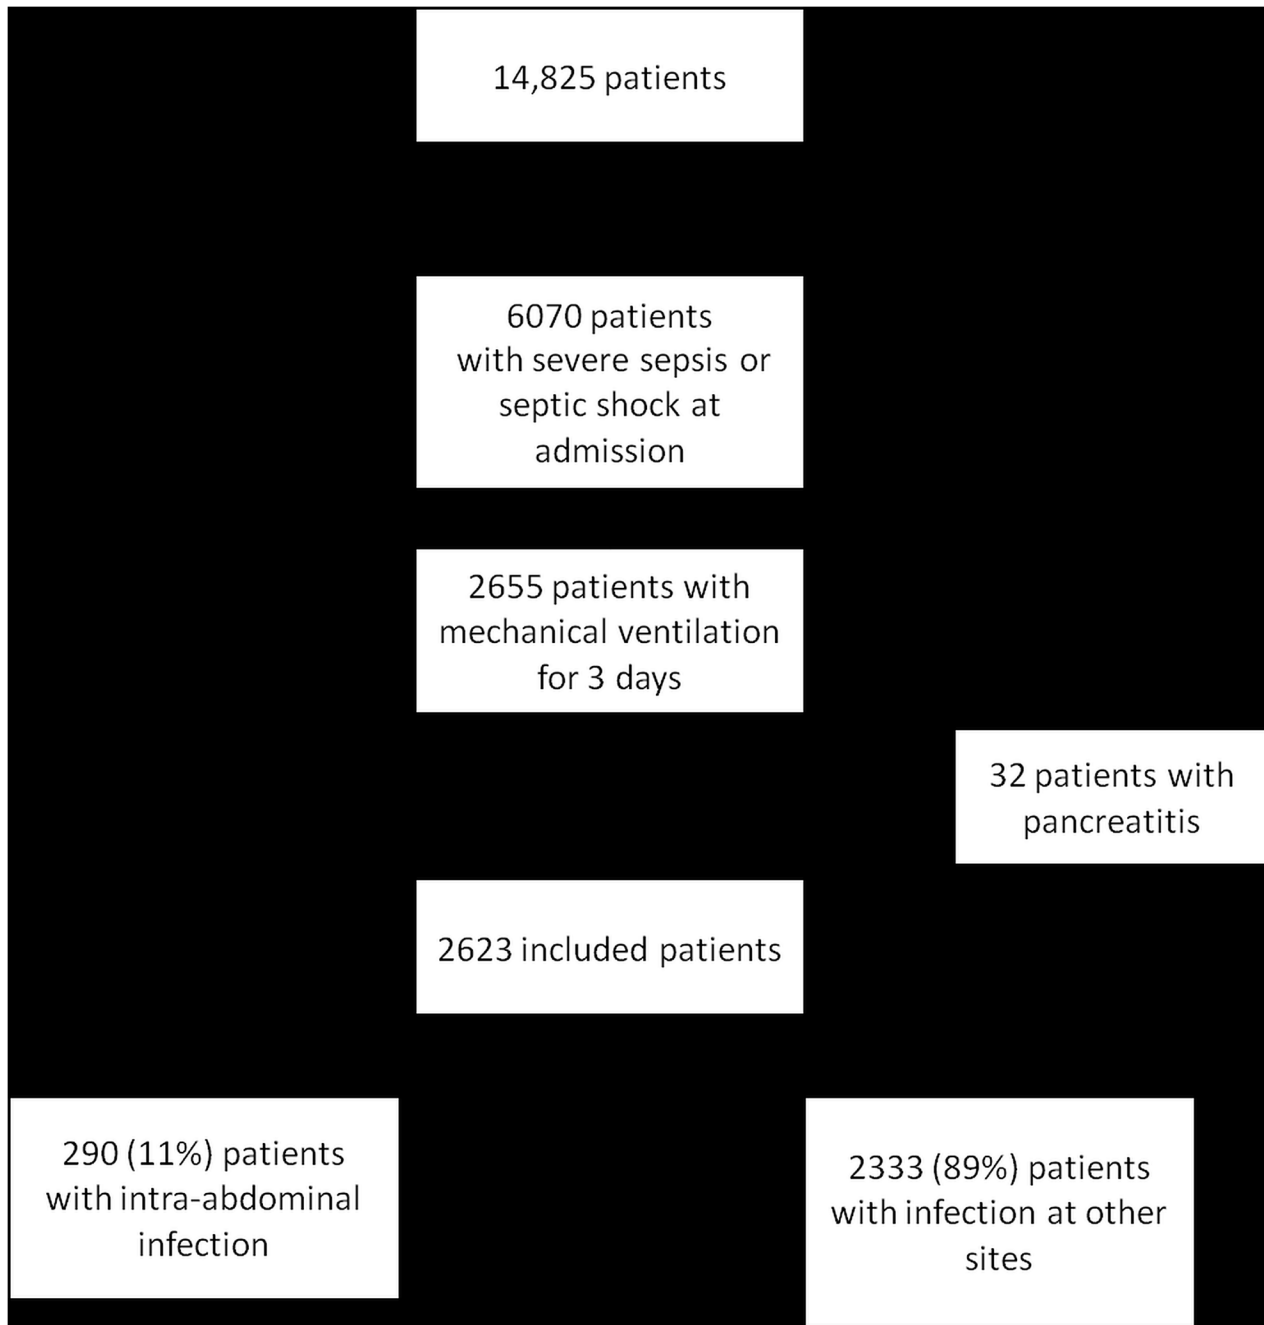 14,825 patients
6070 patients
with severe sepsis or
septic shock at
admission
2655 patients with
mechanical ventilation
for 3 days
32 patients with
pancreatitis
2623 included patients
290 (11%) patients
with intra-abdominal
infection
2333 (89%) patients
with infection at other
sites